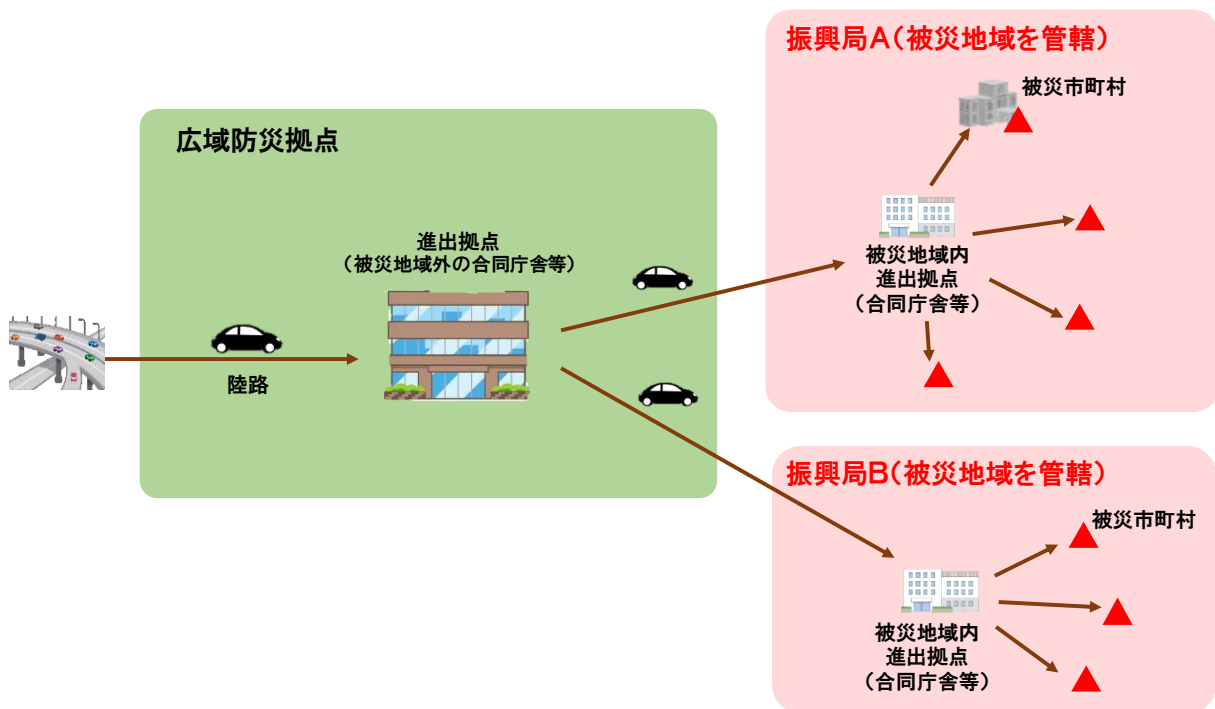 広域防災拠点
進出拠点
（被災地域外の合同庁舎等）
陸路
振興局A（被災地域を管轄）
被災市町村
被災地域内
進出拠点
（合同庁舎等）
振興局B（被災地域を管轄）
被災市町村
被災地域内
進出拠点
（合同庁舎等）